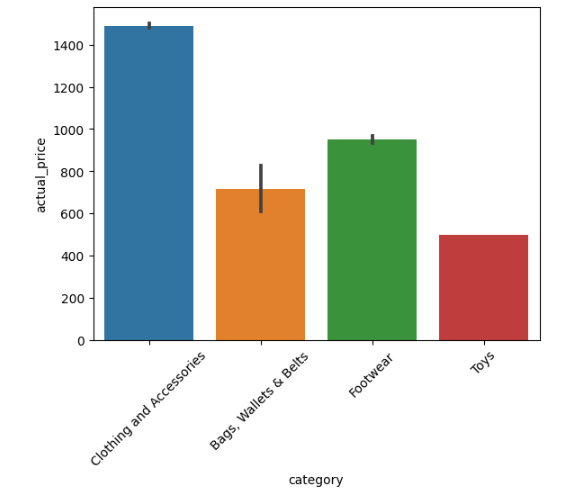 1400
1200
1000
800
600
400
200
0
actual_price
Clothing and Accessories
Bags, Wallets & Belts
Footwear
Toys
category